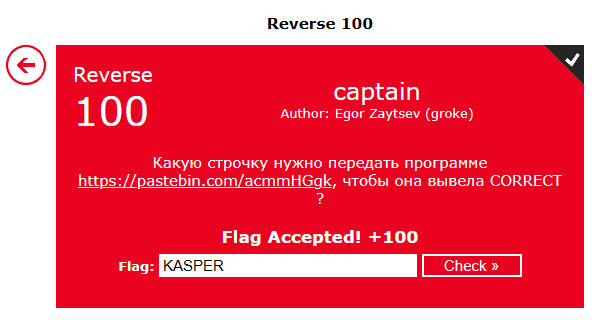 Reverse 100
Reverse
100
captain
Author: Egor Zaytsev (groke)
Какую строчку нужно передать программе
https://pastebin.com/acmmHGgk, чтобы она вывела CORRECT
?
Flag Accepted! +100
Flag: KASPER Check »